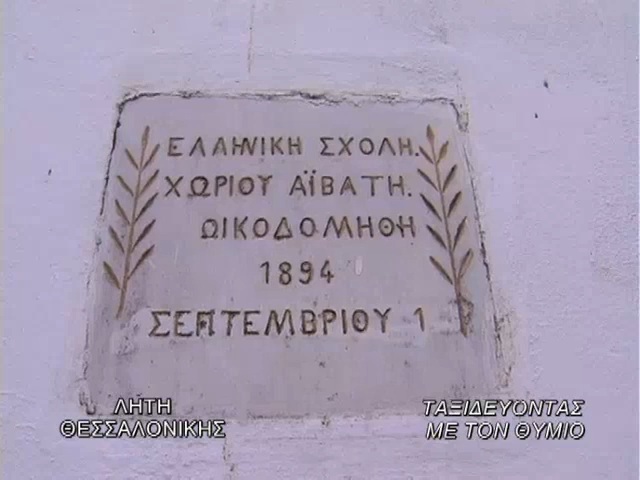 ΕΛΛΗΝΙΚΗ ΣΧΟΛΗ.
ΧΩΡΙΟΥ ΑΪΒΑΤΗ.
ΩΙΚΟΔΟΜΗΘΗ
1894
ΣΕΠΤΕΜΒΡΙΟΥ 1
ΛΗΤΗ
ΘΕΣΣΑΛΟΝΙΚΗΣ
ΤΑΞΙΔΕΥΟΝΤΑΣ
ΜΕ ΤΟΝ ΘΥΜΙΟ